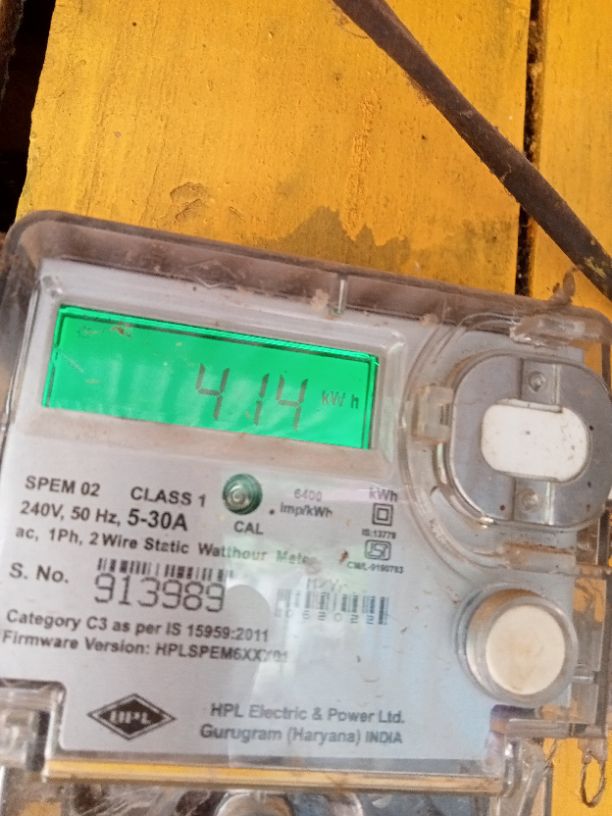 414 kWh
SPEM 02 CLASS 1
6400 imp/kWh
kWh
240V, 50 Hz, 5-30A
CAL
IS:13779
ac, 1Ph, 2 Wire Static Watthour Meter
S. No. 913989
Category C3 as per IS 15959:2011
Firmware Version:
HPL
HPL Electric & Power Ltd.
Gurugram (Haryana) INDIA